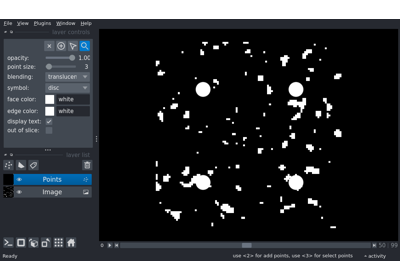 File View Plugins Window Help
layer controls
opacity: 1.00
point size: 3
blending: translucen
symbol: disc
face color: white
edge color: white
display text:
out of slice:
layer list
Points
Image
50 99
Ready use <2> for add points, use <3> for select points activity